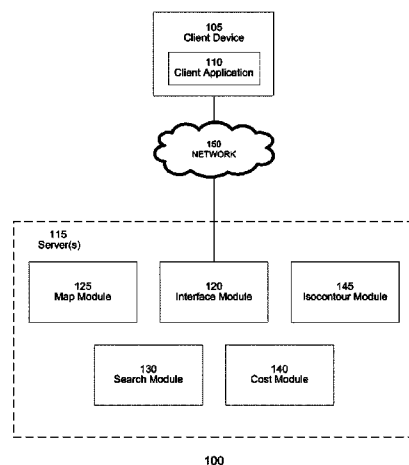 105
Client Device
110
Client Application
150
NETWORK
115
Server(s)
125
Map Module
120
Interface Module
145
Isocontour Module
130
Search Module
140
Cost Module
100